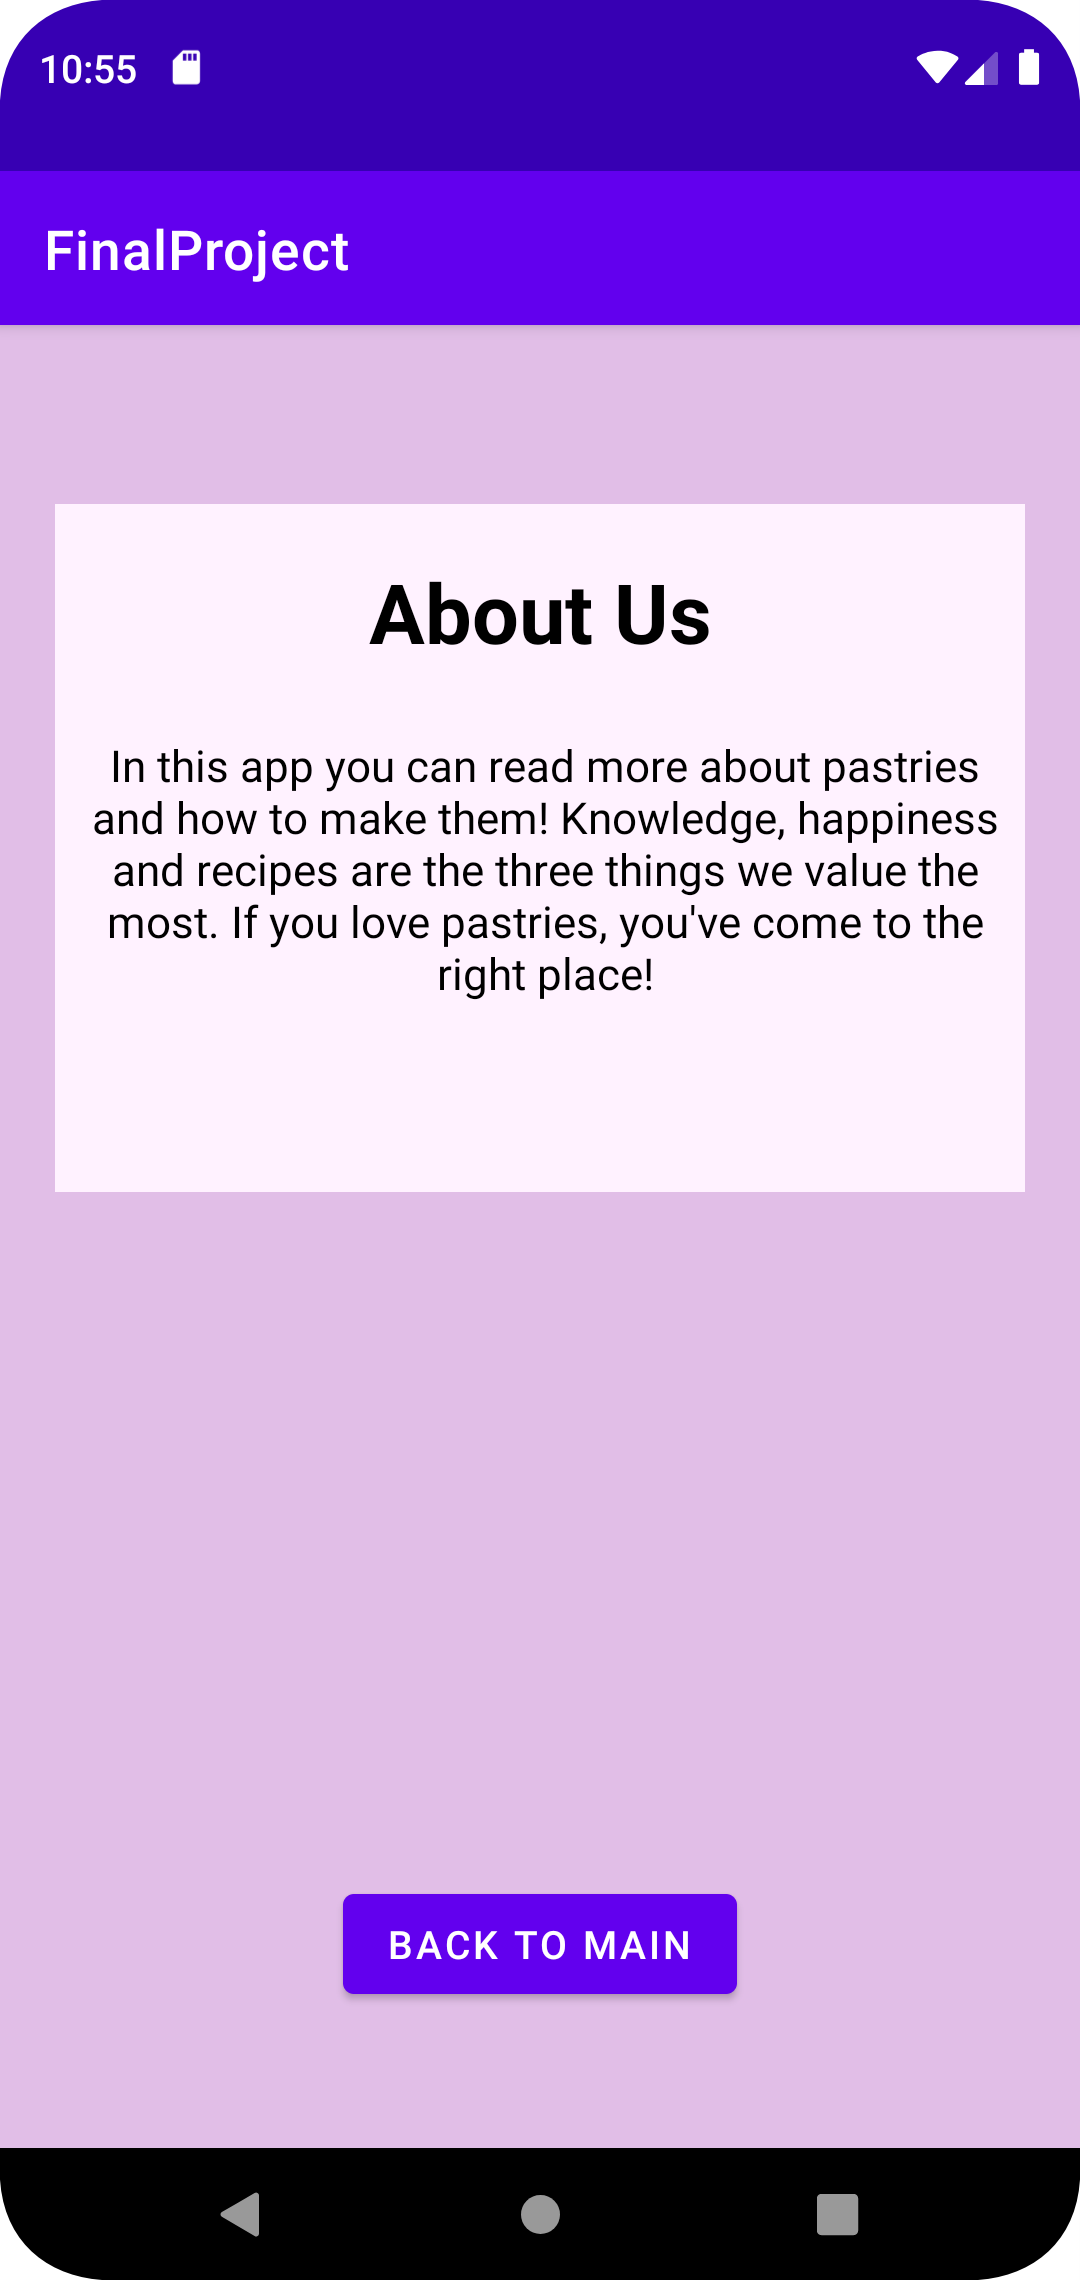 10:55
FinalProject
About Us
In this app you can read more about pastries
and how to make them! Knowledge, happiness
and recipes are the three things we value the
most. If you love pastries, you've come to the
right place!
BACK TO MAIN